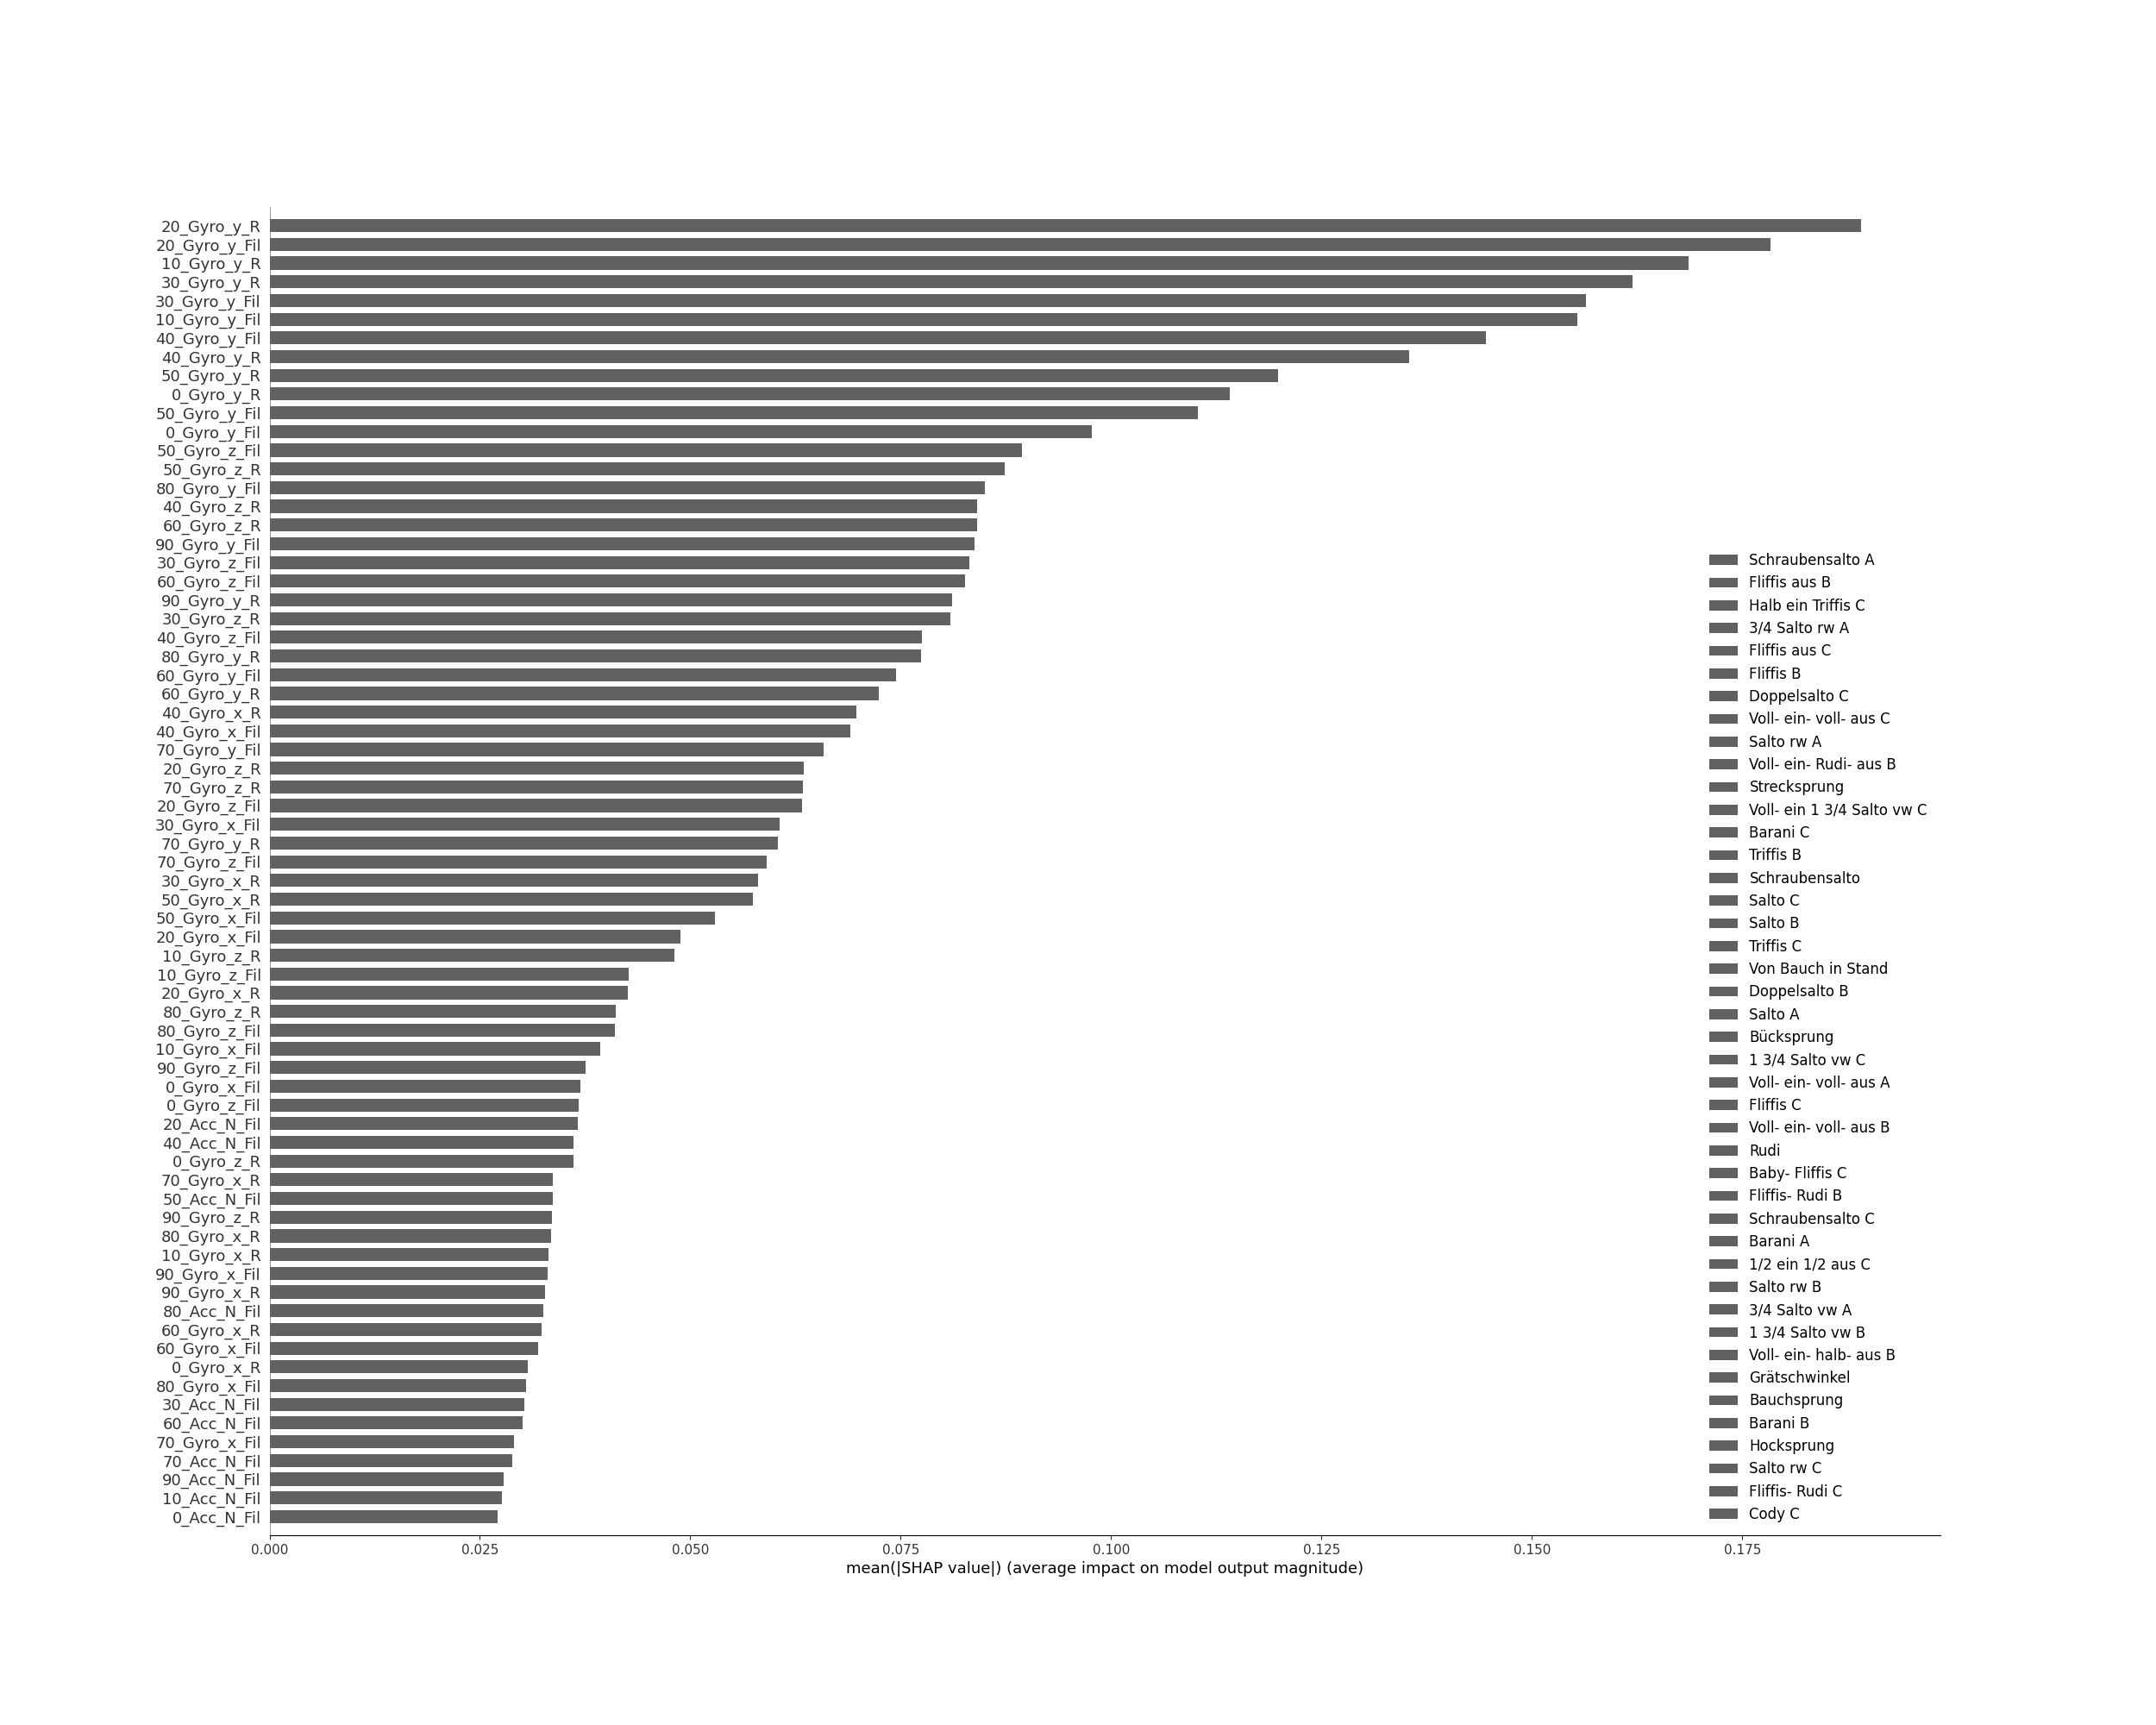 20_Gyro_y_R
20_Gyro_y_Fil
10_Gyro_y_R
30_Gyro_y_R
30_Gyro_y_Fil
10_Gyro_y_Fil
40_Gyro_y_Fil
40_Gyro_y_R
50_Gyro_y_R
0_Gyro_y_R
50_Gyro_y_Fil
0_Gyro_y_Fil
50_Gyro_z_Fil
50_Gyro_z_R
80_Gyro_y_Fil
40_Gyro_z_R
60_Gyro_z_R
90_Gyro_y_Fil
30_Gyro_z_Fil
60_Gyro_z_Fil
90_Gyro_y_R
30_Gyro_z_R
40_Gyro_z_Fil
80_Gyro_y_R
60_Gyro_y_Fil
60_Gyro_y_R
40_Gyro_x_R
40_Gyro_x_Fil
70_Gyro_y_Fil
20_Gyro_z_R
70_Gyro_z_R
20_Gyro_z_Fil
30_Gyro_x_Fil
70_Gyro_y_R
70_Gyro_z_Fil
30_Gyro_x_R
50_Gyro_x_R
50_Gyro_x_Fil
20_Gyro_x_Fil
10_Gyro_z_R
10_Gyro_z_Fil
20_Gyro_x_R
80_Gyro_z_R
80_Gyro_z_Fil
10_Gyro_x_Fil
90_Gyro_z_Fil
0_Gyro_x_Fil
0_Gyro_z_Fil
20_Acc_N_Fil
40_Acc_N_Fil
0_Gyro_z_R
70_Gyro_x_R
50_Acc_N_Fil
90_Gyro_z_R
80_Gyro_x_R
10_Gyro_x_R
90_Gyro_x_Fil
90_Gyro_x_R
80_Acc_N_Fil
60_Gyro_x_R
60_Gyro_x_Fil
0_Gyro_x_R
80_Gyro_x_Fil
30_Acc_N_Fil
60_Acc_N_Fil
70_Gyro_x_Fil
70_Acc_N_Fil
90_Acc_N_Fil
10_Acc_N_Fil
0_Acc_N_Fil
Schraubensalto A
Fliffis aus B
Halb ein Triffis C
3/4 Salto rw A
Fliffis aus C
Fliffis B
Doppelsalto C
Voll- ein- voll- aus C
Salto rw A
Voll- ein- Rudi- aus B
Strecksprung
Voll- ein 1 3/4 Salto vw C
Barani C
Triffis B
Schraubensalto
Salto C
Salto B
Triffis C
Von Bauch in Stand
Doppelsalto B
Salto A
Bücksprung
1 3/4 Salto vw C
Voll- ein- voll- aus A
Fliffis C
Voll- ein- voll- aus B
Rudi
Baby- Fliffis C
Fliffis- Rudi B
Schraubensalto C
Barani A
1/2 ein 1/2 aus C
Salto rw B
3/4 Salto vw A
1 3/4 Salto vw B
Voll- ein- halb- aus B
Grätschwinkel
Bauchsprung
Barani B
Hocksprung
Salto rw C
Fliffis- Rudi C
Cody C
0.000 0.025 0.050 0.075 0.100 0.125 0.150 0.175
mean(|SHAP value|) (average impact on model output magnitude)